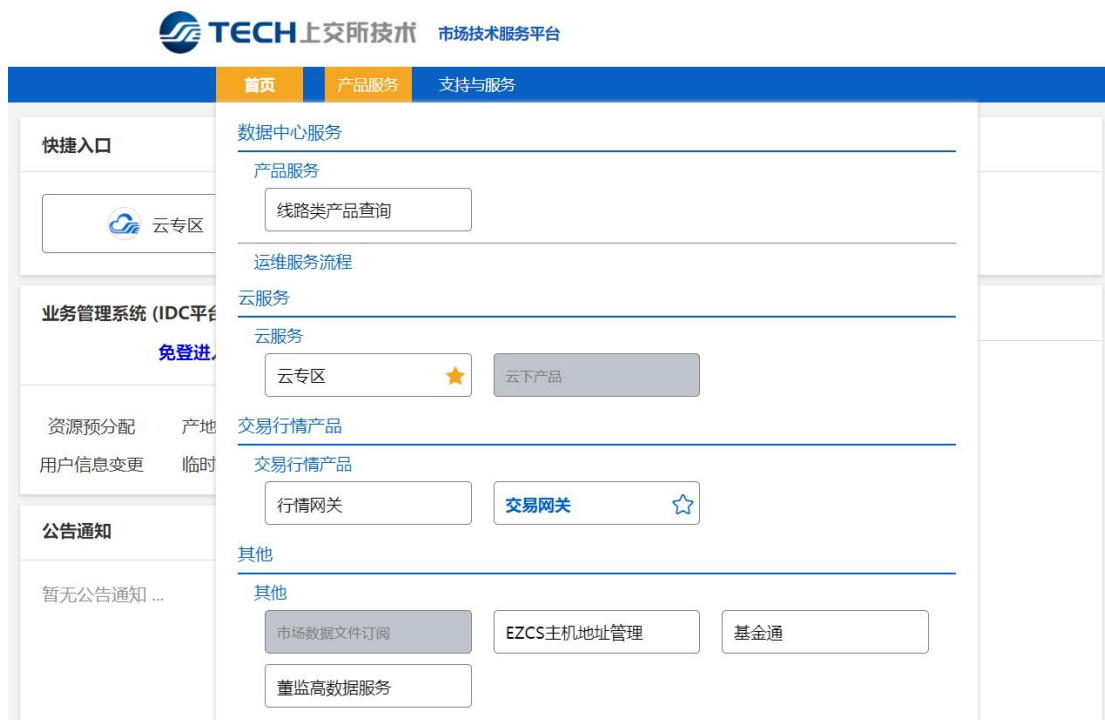 TECH上交所技术 市场技术服务平台
首页 产品服务 支持与服务
快捷入口
云专区
业务管理系统 (IDC平台
免登进入
资源预分配 产地
用户信息变更 临时
公告通知
暂无公告通知 ...
数据中心服务
产品服务
线路类产品查询
运维服务流程
云服务
云服务
云专区 云下产品
交易行情产品
交易行情产品
行情网关 交易网关
其他
其他
市场数据文件订阅 EZCS主机地址管理 基金通
董监高数据服务